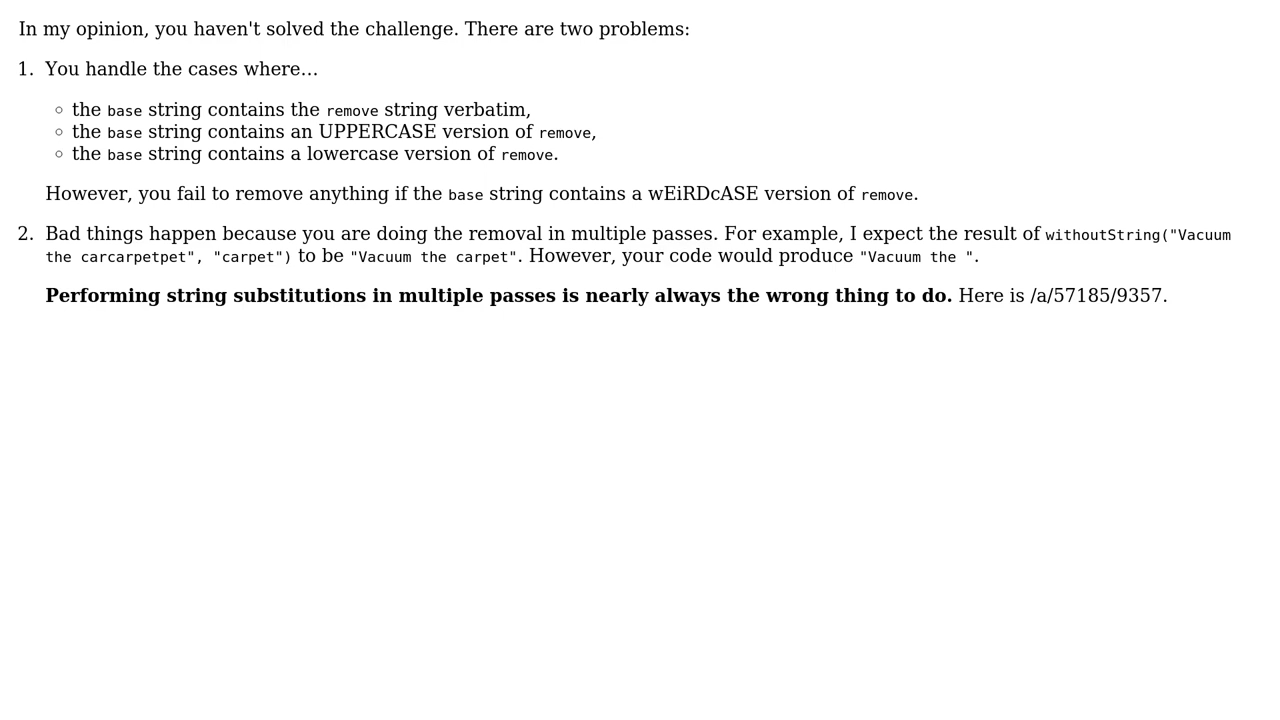 In my opinion, you haven't solved the challenge. There are two problems:
1. You handle the cases where…
◦ the base string contains the remove string verbatim,
◦ the base string contains an UPPERCASE version of remove,
◦ the base string contains a lowercase version of remove.
However, you fail to remove anything if the base string contains a wEiRDcASE version of remove.
2. Bad things happen because you are doing the removal in multiple passes. For example, I expect the result of withoutString("Vacuum
the carcarpetpet", "carpet") to be "Vacuum the carpet". However, your code would produce "Vacuum the ".
Performing string substitutions in multiple passes is nearly always the wrong thing to do. Here is /a/57185/9357.